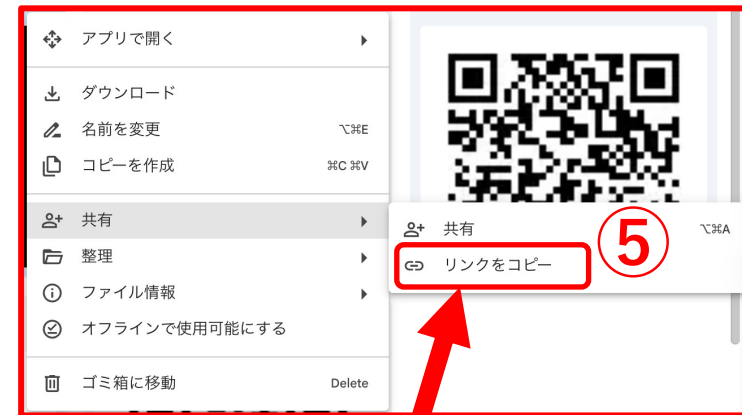 アプリで開く
ダウンロード
名前を変更 ⌥⌘E
コピーを作成 ⌘C ⌘V
共有
整理
ファイル情報
オフラインで使用可能にする
ゴミ箱に移動 Delete
共有 ⌥⌘A
リンクをコピー
⑤